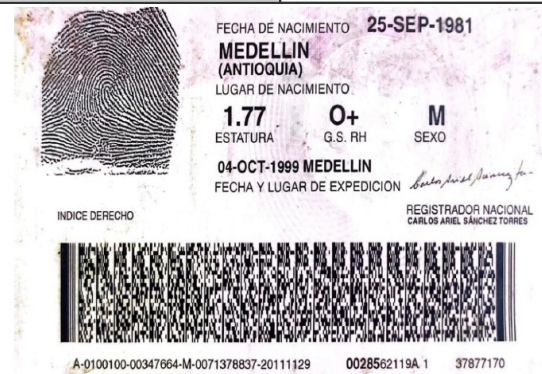 FECHA DE NACIMIENTO 25-SEP-1981
MEDELLIN
(ANTIOQUIA)
LUGAR DE NACIMIENTO
1.77 O+ M
ESTATURA G.S. RH SEXO
04-OCT-1999 MEDELLIN
FECHA Y LUGAR DE EXPEDICION
INDICE DERECHO
REGISTRADOR NACIONAL
CARLOS ARIEL SÁNCHEZ TORRES
A-0100100-00347664-M-0071378837-20111129 0028562119A 1 37877170